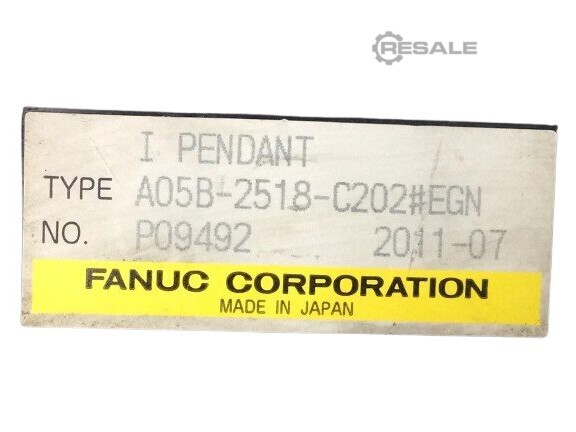 RESALE
I PENDANT
TYPE A05B-2518-C202#EGN
NO. P09492 2011-07
FANUC CORPORATION
MADE IN JAPAN